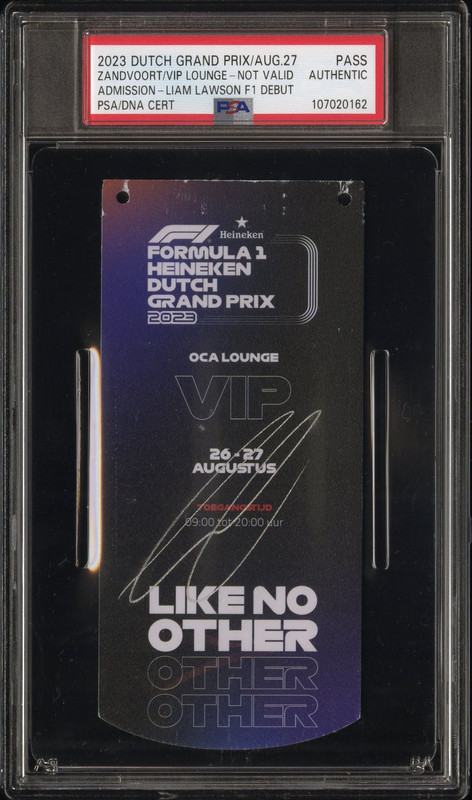 2023 DUTCH GRAND PRIX/AUG.27 PASS
ZANDVOORT/VIP LOUNGE - NOT VALID AUTHENTIC
ADMISSION - LIAM LAWSON F1 DEBUT
PSA/DNA CERT PSA 107020162
F1 Heineken
FORMULA 1
HEINEKEN
DUTCH
GRAND PRIX
2023
OCA LOUNGE
VIP
26 - 27
AUGUSTUS
TOEGANGSTIJD
09:00 tot 20:00 uur
LIKE NO
OTHER
OTHER
OTHER